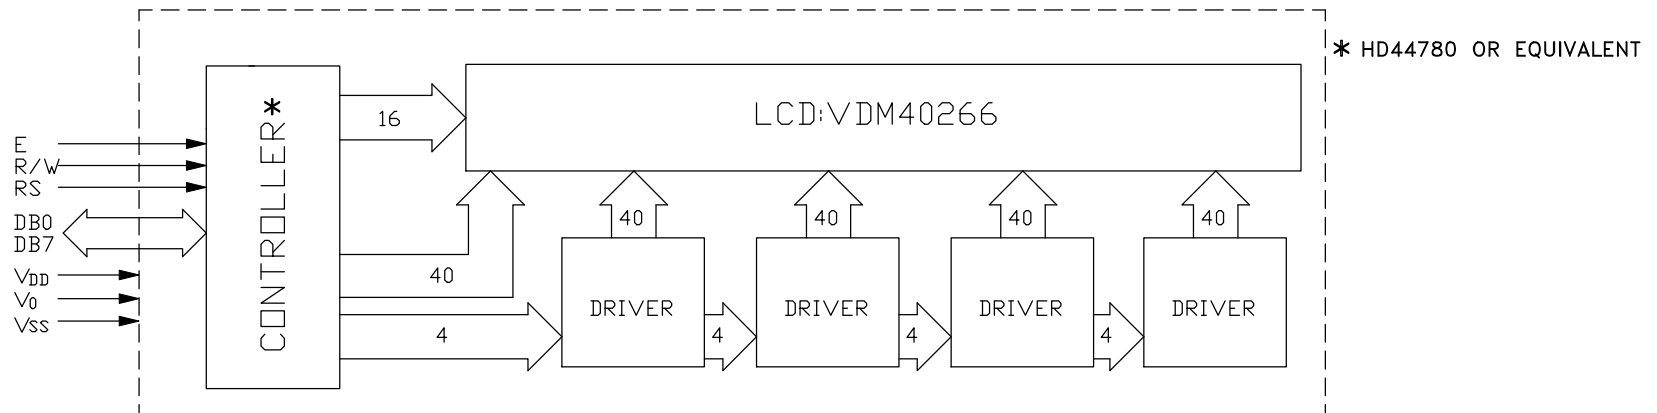 * HD44780 OR EQUIVALENT
LCD:VDM40266
CONTROLLER*
16
E
R/W
RS
DB0
DB7
VDD
V0
VSS
40
40
40
40
40
4
DRIVER
4
DRIVER
4
DRIVER
4
DRIVER